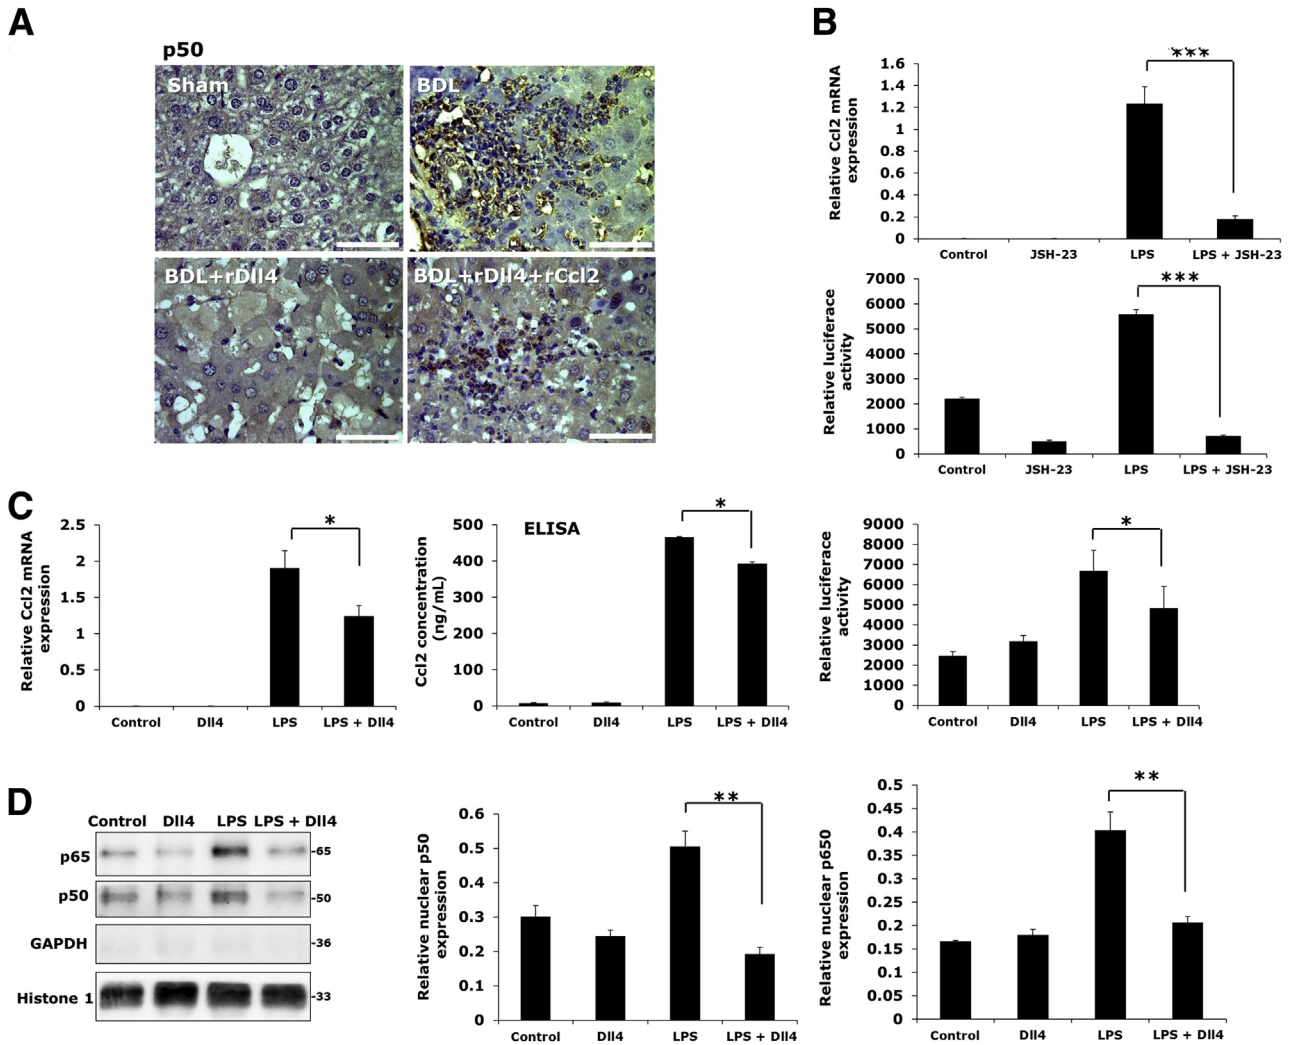 A
p50
Sham
BDL
BDL+rDll4
BDL+rDll4+rCcl2
B
Relative Ccl2 mRNA
expression
1.6
1.4
1.2
1
0.8
0.6
0.4
0.2
0
***
Control
JSH-23
LPS
LPS + JSH-23
Relative luciferace
activity
7000
6000
5000
4000
3000
2000
1000
0
***
Control
JSH-23
LPS
LPS + JSH-23
C
Relative Ccl2 mRNA
expression
2.5
2
1.5
1
0.5
0
*
Control
Dll4
LPS
LPS + Dll4
ELISA
Ccl2 concentration
(ng/mL)
500
400
300
200
100
0
*
Control
Dll4
LPS
LPS + Dll4
Relative luciferace
activity
9000
8000
7000
6000
5000
4000
3000
2000
1000
0
*
Control
Dll4
LPS
LPS + Dll4
D
Control Dll4 LPS LPS + Dll4
p65 -65
p50 -50
GAPDH -36
Histone 1 -33
Relative nuclear p50
expression
0.6
0.5
0.4
0.3
0.2
0.1
0
**
Control
Dll4
LPS
LPS + Dll4
Relative nuclear p650
expression
0.5
0.45
0.4
0.35
0.3
0.25
0.2
0.15
0.1
0.05
0
**
Control
Dll4
LPS
LPS + Dll4